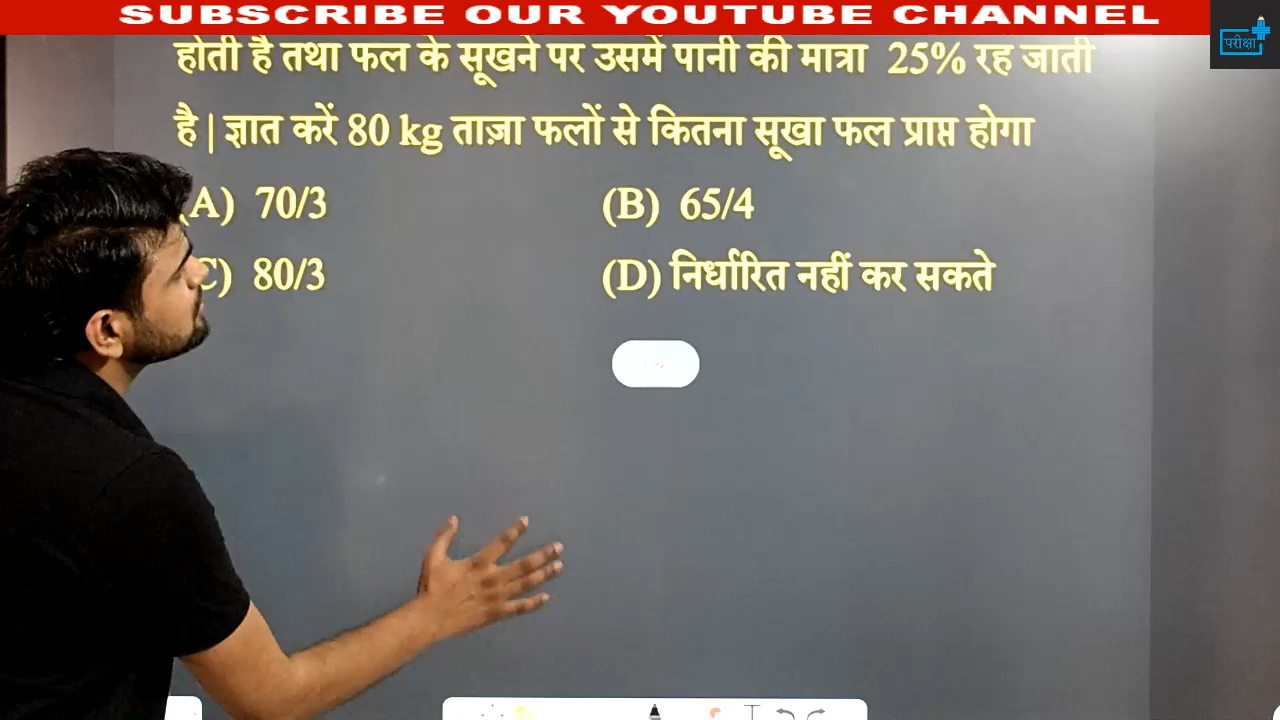 SUBSCRIBE OUR YOUTUBE CHANNEL
परीक्षा
होती है तथा फल के सूखने पर उसमें पानी की मात्रा 25% रह जाती
है | ज्ञात करें 80 kg ताज़ा फलों से कितना सूखा फल प्राप्त होगा
(A) 70/3 (B) 65/4
C) 80/3 (D) निर्धारित नहीं कर सकते